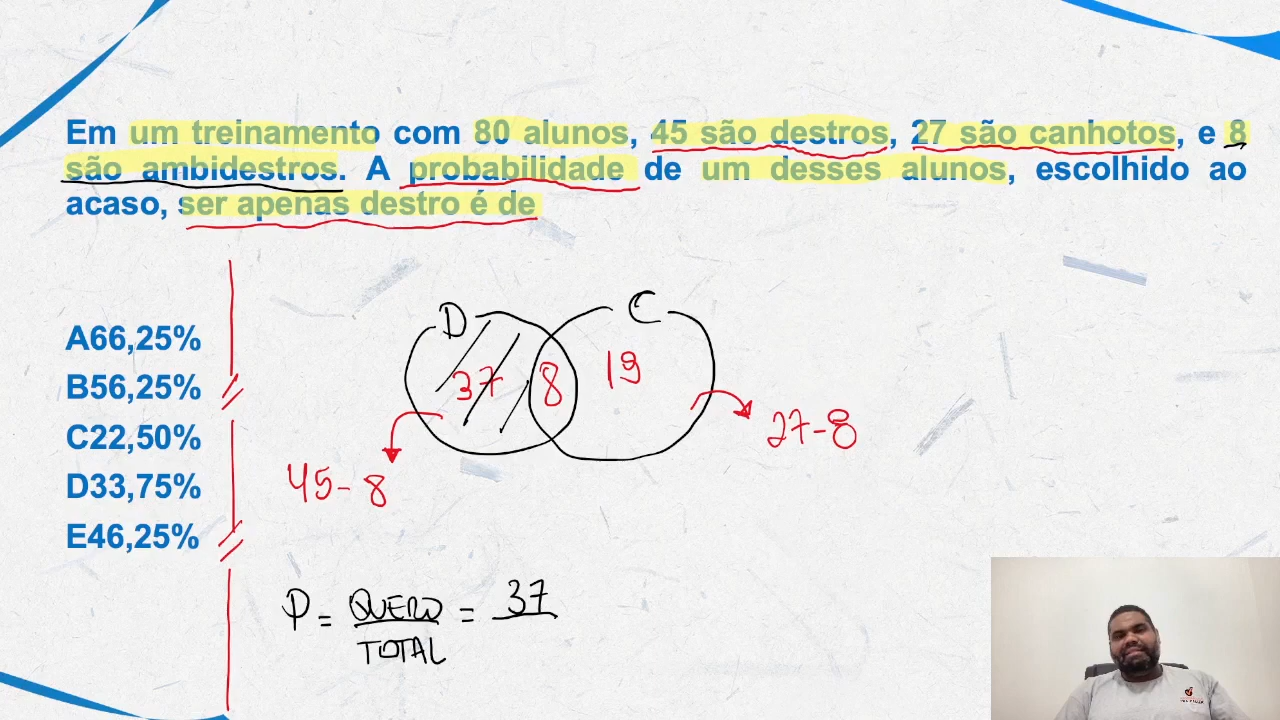 Em um treinamento com 80 alunos, 45 são destros, 27 são canhotos, e 8
são ambidestros. A probabilidade de um desses alunos, escolhido ao
acaso, ser apenas destro é de
A66,25%
B56,25%
C22,50%
D33,75%
E46,25%
D C
37 8 19
45-8
27-8
P = QUERO = 37
TOTAL